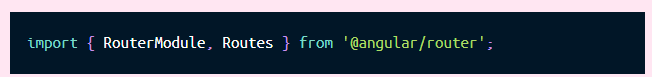 import { RouterModule, Routes } from '@angular/router';